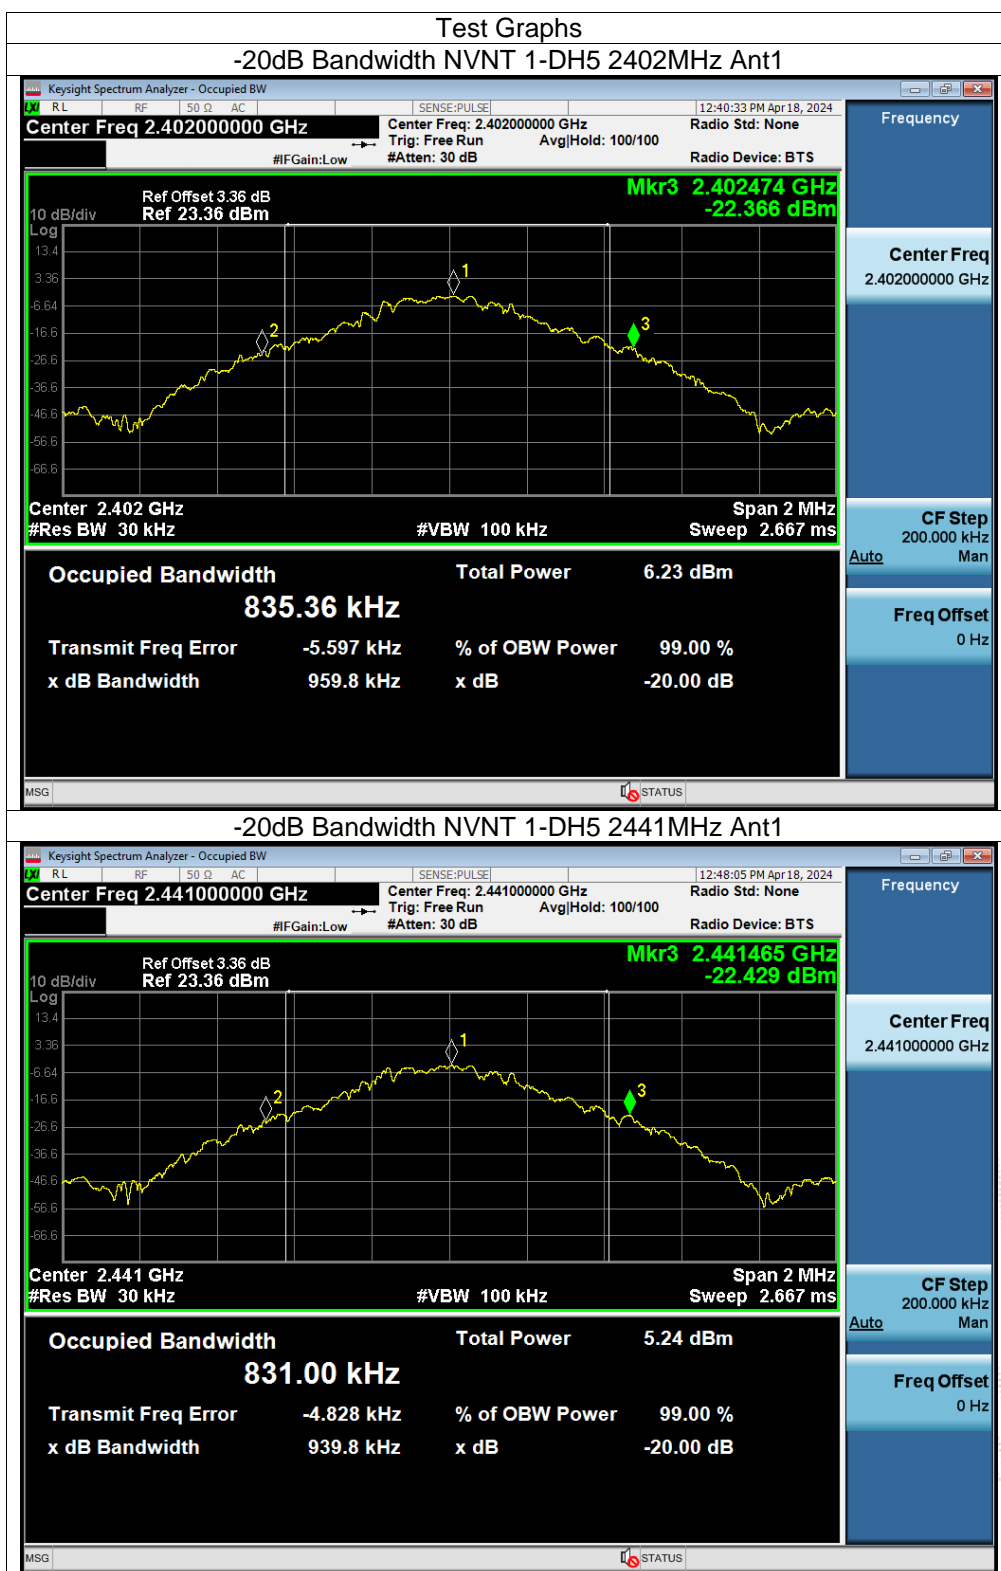 Test Graphs
-20dB Bandwidth NVNT 1-DH5 2402MHz Ant1
Keysight Spectrum Analyzer - Occupied BW
LXI RL RF 50 Ω AC SENSE:PULSE 12:40:33 PM Apr 18, 2024
Center Freq 2.402000000 GHz
Center Freq: 2.402000000 GHz
Radio Std: None
Trig: Free Run Avg|Hold: 100/100
#IFGain:Low #Atten: 30 dB Radio Device: BTS
Frequency
Mkr3 2.402474 GHz
-22.366 dBm
Ref Offset 3.36 dB
10 dB/div Ref 23.36 dBm
Log
13.4
3.36
-6.64
-16.6
-26.6
-36.6
-46.6
-56.6
-66.6
1
2
3
Center 2.402 GHz Span 2 MHz
#Res BW 30 kHz #VBW 100 kHz Sweep 2.667 ms
Center Freq
2.402000000 GHz
CF Step
200.000 kHz
Auto Man
Freq Offset
0 Hz
Occupied Bandwidth Total Power 6.23 dBm
835.36 kHz
Transmit Freq Error -5.597 kHz % of OBW Power 99.00 %
x dB Bandwidth 959.8 kHz x dB -20.00 dB
MSG STATUS
-20dB Bandwidth NVNT 1-DH5 2441MHz Ant1
Keysight Spectrum Analyzer - Occupied BW
LXI RL RF 50 Ω AC SENSE:PULSE 12:48:05 PM Apr 18, 2024
Center Freq 2.441000000 GHz
Center Freq: 2.441000000 GHz
Radio Std: None
Trig: Free Run Avg|Hold: 100/100
#IFGain:Low #Atten: 30 dB Radio Device: BTS
Frequency
Mkr3 2.441465 GHz
-22.429 dBm
Ref Offset 3.36 dB
10 dB/div Ref 23.36 dBm
Log
13.4
3.36
-6.64
-16.6
-26.6
-36.6
-46.6
-56.6
-66.6
1
2
3
Center 2.441 GHz Span 2 MHz
#Res BW 30 kHz #VBW 100 kHz Sweep 2.667 ms
Center Freq
2.441000000 GHz
CF Step
200.000 kHz
Auto Man
Freq Offset
0 Hz
Occupied Bandwidth Total Power 5.24 dBm
831.00 kHz
Transmit Freq Error -4.828 kHz % of OBW Power 99.00 %
x dB Bandwidth 939.8 kHz x dB -20.00 dB
MSG STATUS